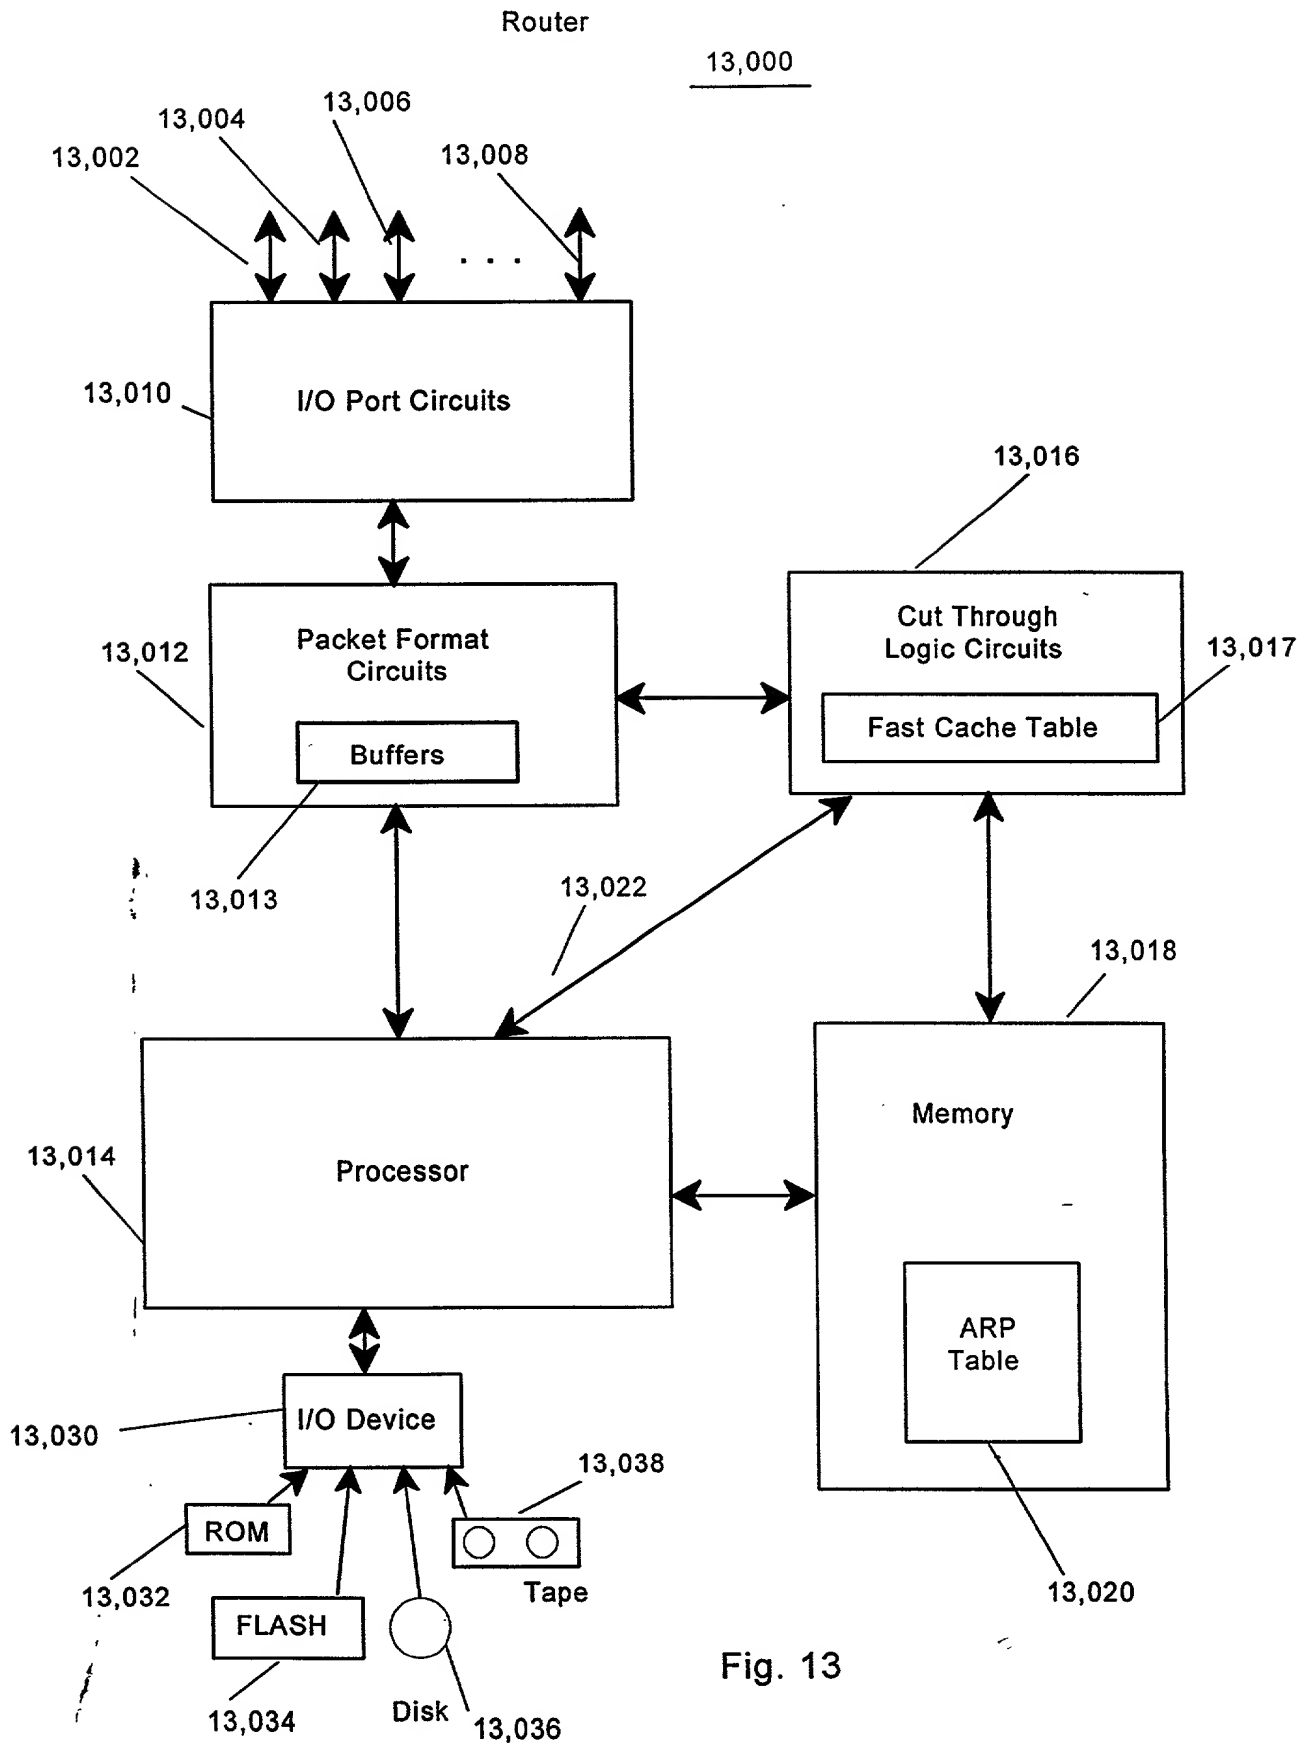 Router
13,000
13,006
13,004
13,002
13,008
. . .
13,010
I/O Port Circuits
13,016
13,012
Packet Format
Circuits
Buffers
13,013
Cut Through
Logic Circuits
13,017
Fast Cache Table
13,022
13,018
13,014
Processor
Memory
ARP
Table
13,020
13,030
I/O Device
13,038
ROM
Tape
13,032
FLASH
13,034
Disk
13,036
Fig. 13